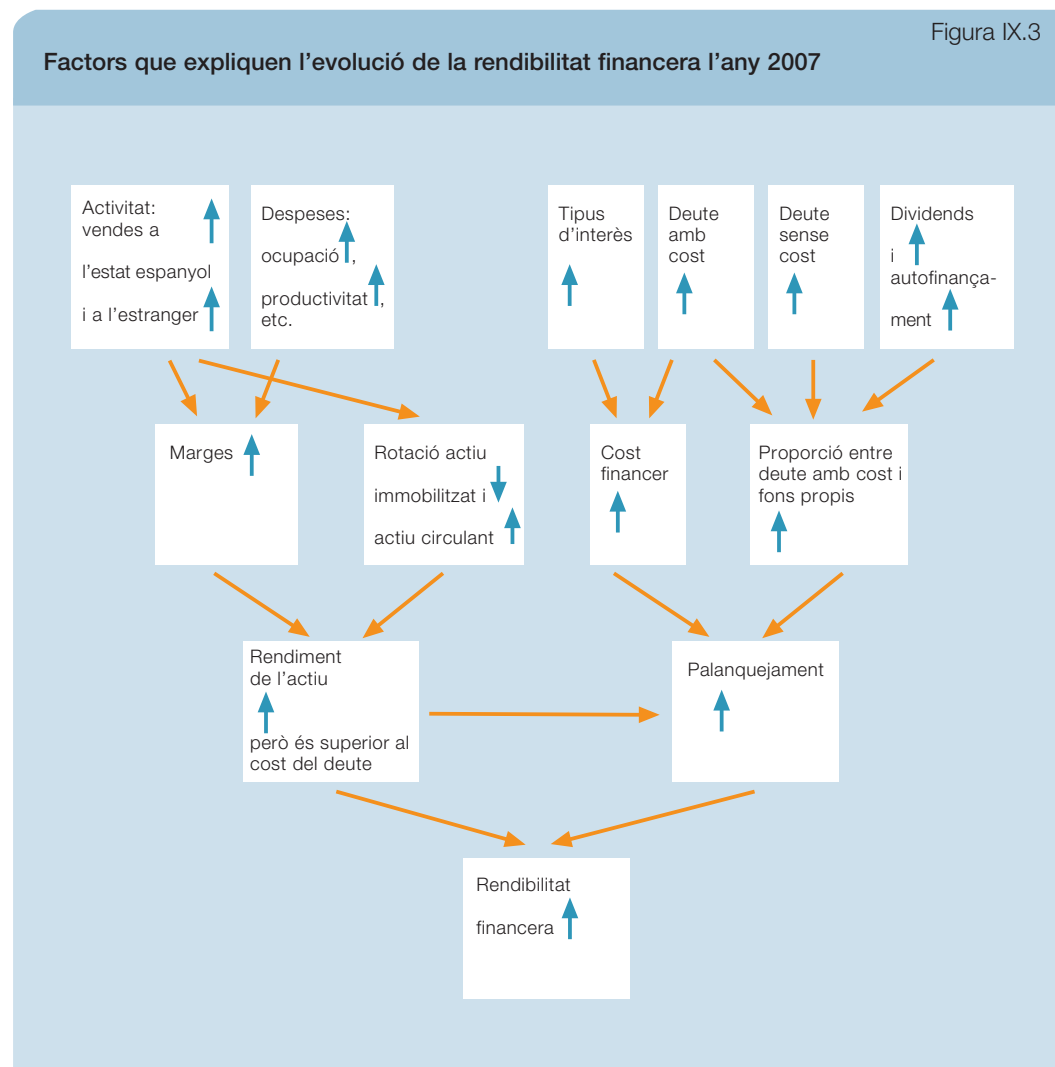 Figura IX.3
Factors que expliquen l'evolució de la rendibilitat financera l'any 2007
Activitat:
vendes a
l'estat espanyol
i a l'estranger
Despeses:
ocupació ,
productivitat ,
etc.
Tipus
d'interès
Deute
amb
cost
Deute
sense
cost
Dividends
i
autofinança-
ment
Marges
Rotació actiu
immobilitzat i
actiu circulant
Cost
financer
Proporció entre
deute amb cost i
fons propis
Rendiment
de l'actiu
però és superior al
cost del deute
Palanquejament
Rendibilitat
financera